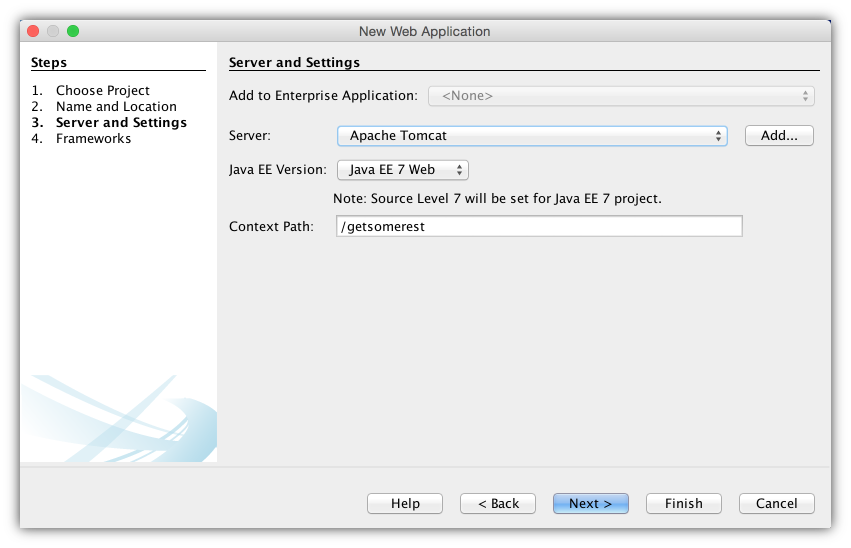 New Web Application
Steps
1. Choose Project
2. Name and Location
3. Server and Settings
4. Frameworks
Server and Settings
Add to Enterprise Application: <None>
Server: Apache Tomcat Add...
Java EE Version: Java EE 7 Web
Note: Source Level 7 will be set for Java EE 7 project.
Context Path: /getsomerest
Help < Back Next > Finish Cancel